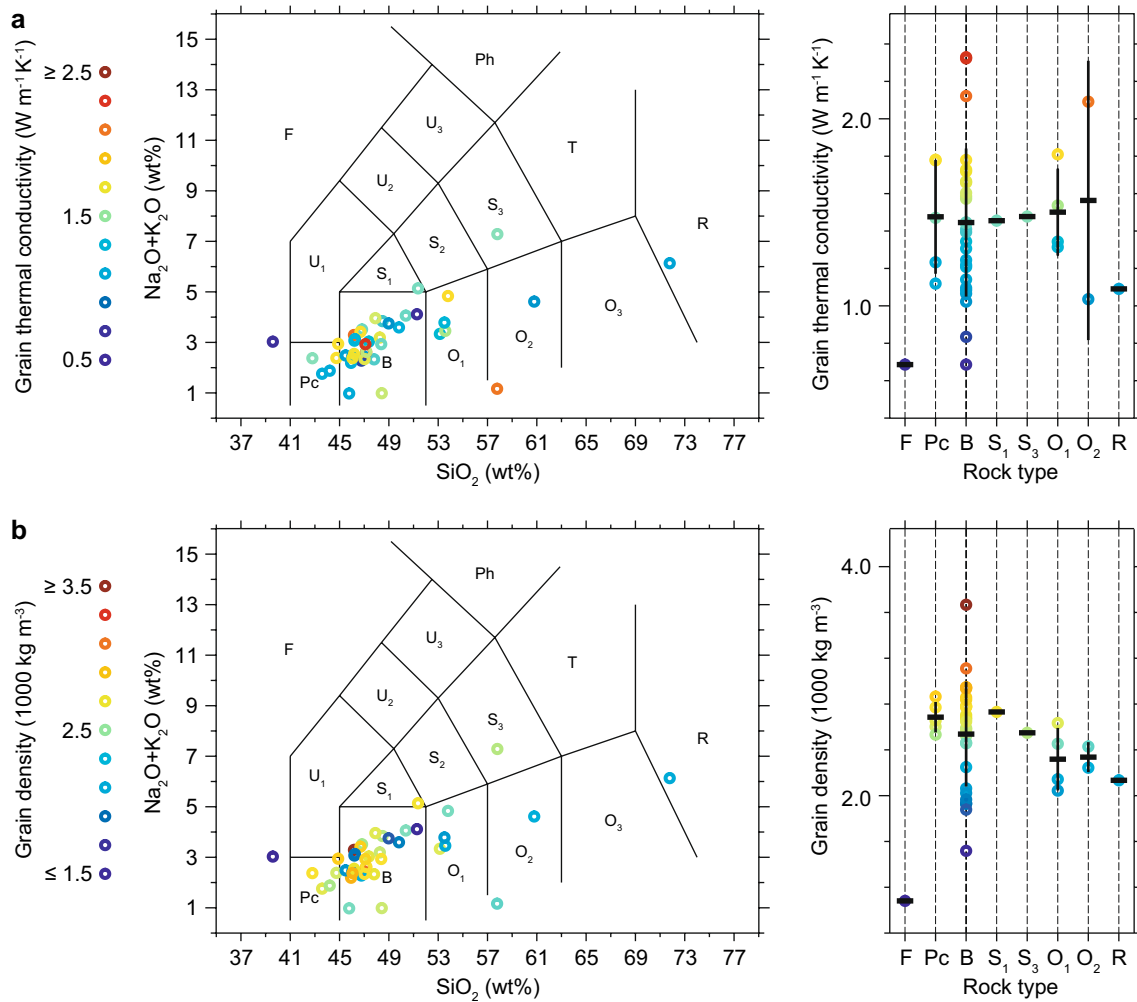 a
Grain thermal conductivity (W m⁻¹ K⁻¹)
≥ 2.5
1.5
0.5
Na₂O+K₂O (wt%)
15
13
11
9
7
5
3
1
F
Ph
U₃
T
U₂
S₃
R
U₁
S₂
S₁
O₃
O₂
O₁
B
Pc
37 41 45 49 53 57 61 65 69 73 77
SiO₂ (wt%)
Grain thermal conductivity (W m⁻¹ K⁻¹)
2.0
1.0
F Pc B S₁ S₃ O₁ O₂ R
Rock type
b
Grain density (1000 kg m⁻³)
≥ 3.5
2.5
≤ 1.5
Na₂O+K₂O (wt%)
15
13
11
9
7
5
3
1
Ph
F
U₃
T
U₂
S₃
R
S₂
U₁
S₁
O₃
B
O₂
O₁
Pc
37 41 45 49 53 57 61 65 69 73 77
SiO₂ (wt%)
Grain density (1000 kg m⁻³)
4.0
2.0
F Pc B S₁ S₃ O₁ O₂ R
Rock type